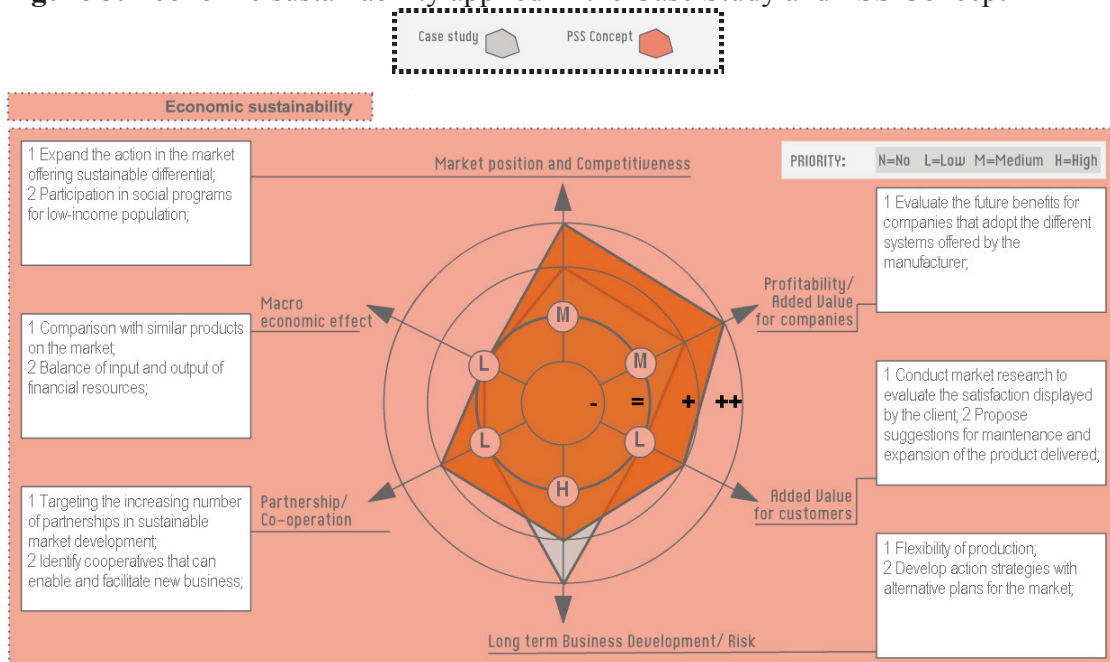 Case study
PSS Concept
Economic sustainability
1 Expand the action in the market
offering sustainable differential;
2 Participation in social programs
for low-income population;
Market position and Competitiveness
PRIORITY: N=No L=Low M=Medium H=High
1 Evaluate the future benefits for
companies that adopt the different
systems offered by the
manufacturer;
Macro
economic effect
Profitability/
Added Value
for companies
1 Comparison with similar products
on the market;
2 Balance of input and output of
financial resources;
M
L
M
- = + ++
1 Conduct market research to
evaluate the satisfaction displayed
by the client; 2 Propose
suggestions for maintenance and
expansion of the product delivered;
L
L
H
1 Targeting the increasing number
of partnerships in sustainable
market development;
2 Identify cooperatives that can
enable and facilitate new business;
Partnership/
Co-operation
Added Value
for customers
1 Flexibility of production;
2 Develop action strategies with
alternative plans for the market;
Long term Business Development/ Risk